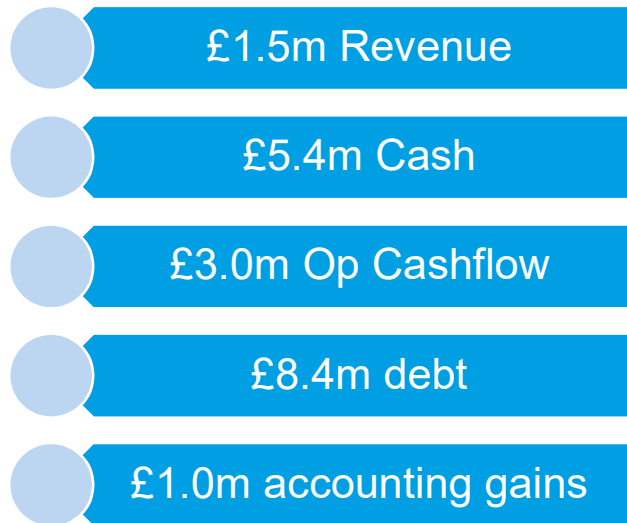 £1.5m Revenue
£5.4m Cash
£3.0m Op Cashflow
£8.4m debt
£1.0m accounting gains